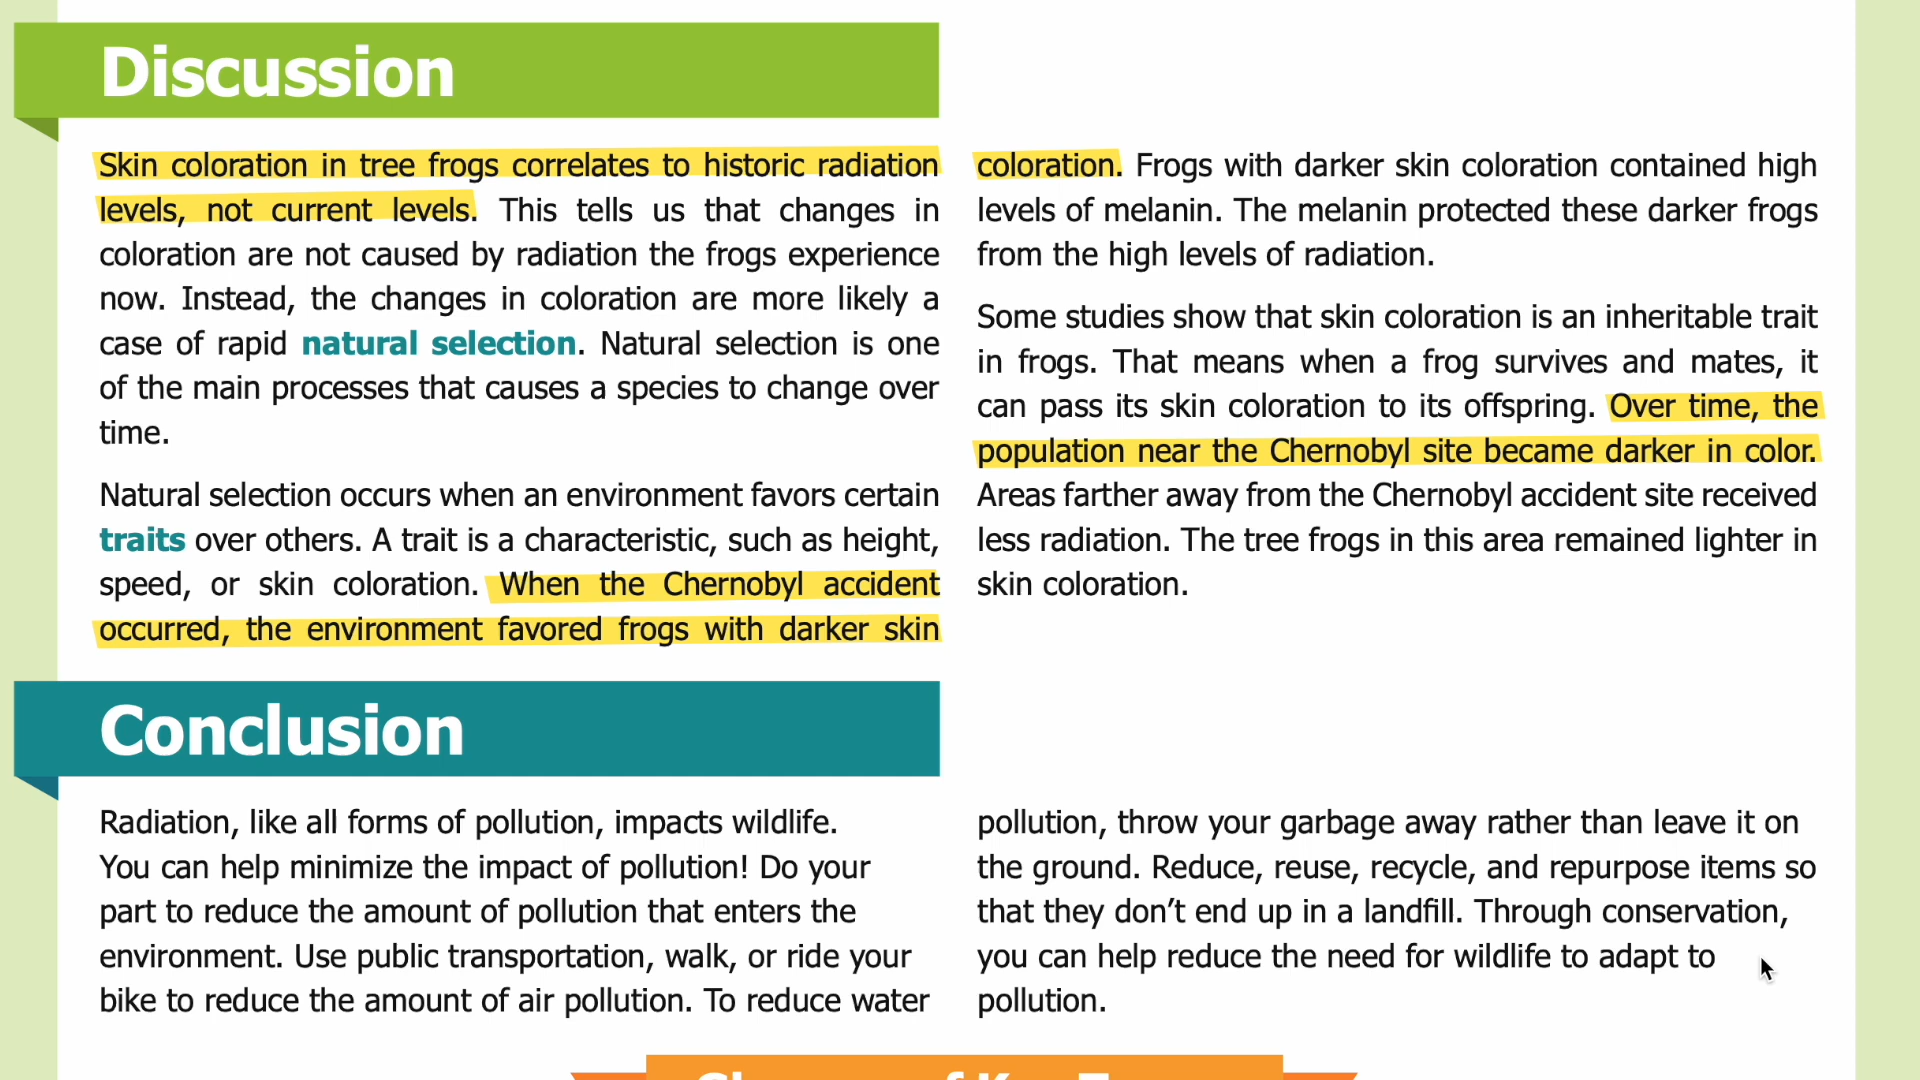 Discussion
Skin coloration in tree frogs correlates to historic radiation
levels, not current levels. This tells us that changes in
coloration are not caused by radiation the frogs experience
now. Instead, the changes in coloration are more likely a
case of rapid natural selection. Natural selection is one
of the main processes that causes a species to change over
time.
Natural selection occurs when an environment favors certain
traits over others. A trait is a characteristic, such as height,
speed, or skin coloration. When the Chernobyl accident
occurred, the environment favored frogs with darker skin
coloration. Frogs with darker skin coloration contained high
levels of melanin. The melanin protected these darker frogs
from the high levels of radiation.
Some studies show that skin coloration is an inheritable trait
in frogs. That means when a frog survives and mates, it
can pass its skin coloration to its offspring. Over time, the
population near the Chernobyl site became darker in color.
Areas farther away from the Chernobyl accident site received
less radiation. The tree frogs in this area remained lighter in
skin coloration.
Conclusion
Radiation, like all forms of pollution, impacts wildlife.
You can help minimize the impact of pollution! Do your
part to reduce the amount of pollution that enters the
environment. Use public transportation, walk, or ride your
bike to reduce the amount of air pollution. To reduce water
pollution, throw your garbage away rather than leave it on
the ground. Reduce, reuse, recycle, and repurpose items so
that they don’t end up in a landfill. Through conservation,
you can help reduce the need for wildlife to adapt to
pollution.